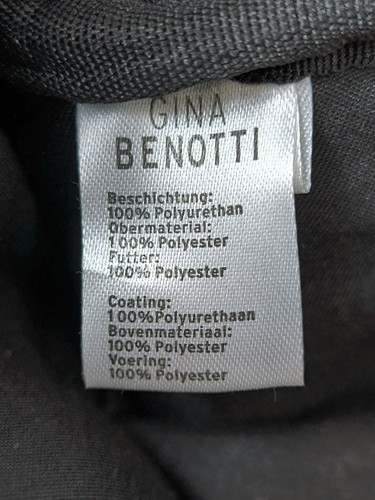 GINA
BENOTTI
Beschichtung:
100% Polyurethan
Obermaterial:
100% Polyester
Futter:
100% Polyester
Coating:
100%Polyurethaan
Bovenmateriaal:
100% Polyester
Voering:
100% Polyester